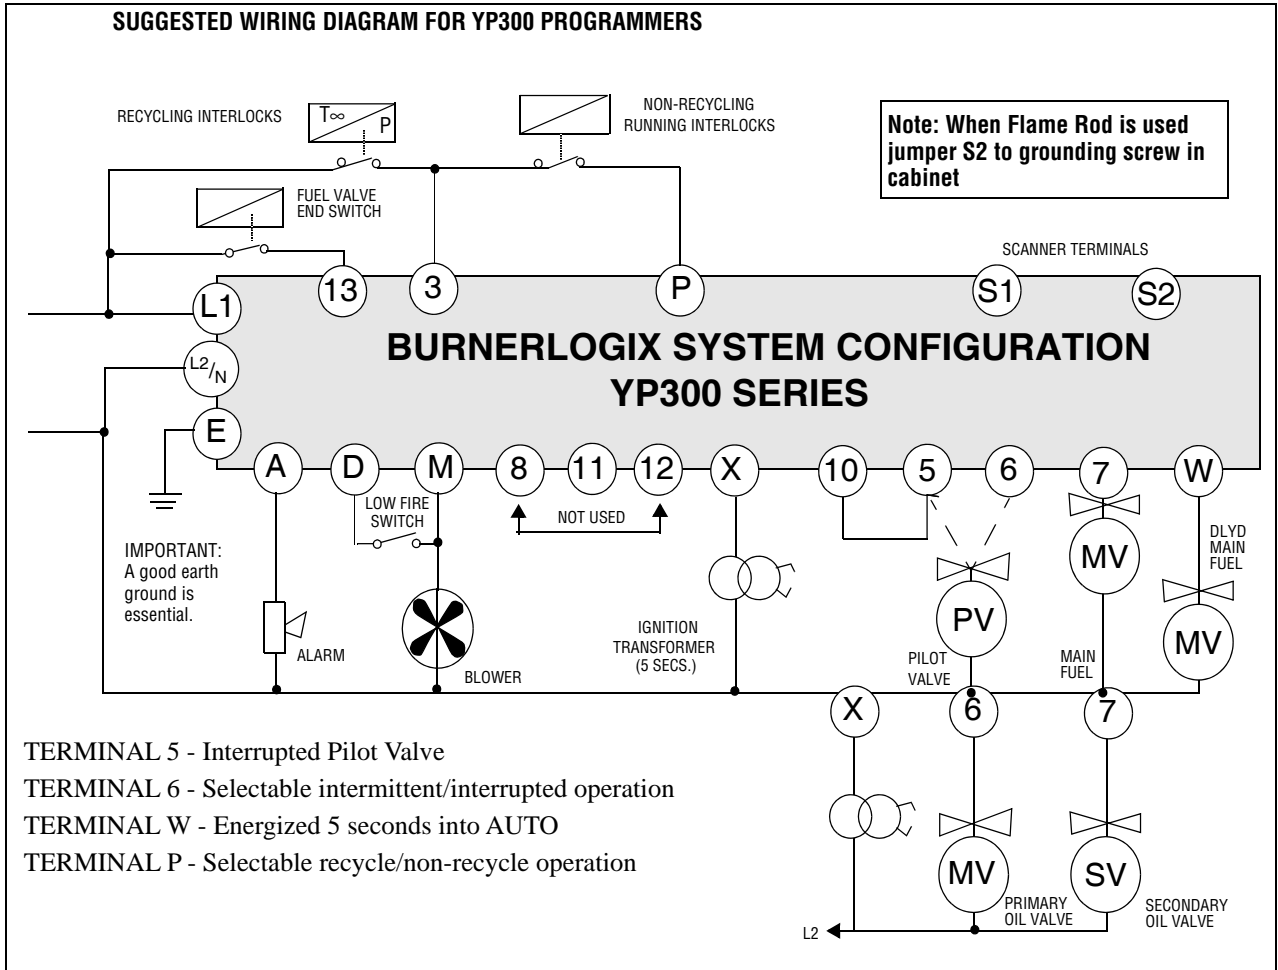 SUGGESTED WIRING DIAGRAM FOR YP300 PROGRAMMERS
RECYCLING INTERLOCKS
T∞
P
NON-RECYCLING
RUNNING INTERLOCKS
Note: When Flame Rod is used
jumper S2 to grounding screw in
cabinet
FUEL VALVE
END SWITCH
SCANNER TERMINALS
L1
13
3
P
S1
S2
BURNERLOGIX SYSTEM CONFIGURATION
YP300 SERIES
L2/N
E
A
D
M
8
11
12
X
10
5
6
7
W
LOW FIRE
SWITCH
NOT USED
IMPORTANT:
A good earth
ground is
essential.
DLYD
MAIN
FUEL
MV
PV
MV
ALARM
BLOWER
IGNITION
TRANSFORMER
(5 SECS.)
PILOT
VALVE
MAIN
FUEL
X
6
7
TERMINAL 5 - Interrupted Pilot Valve
TERMINAL 6 - Selectable intermittent/interrupted operation
TERMINAL W - Energized 5 seconds into AUTO
TERMINAL P - Selectable recycle/non-recycle operation
MV
SV
PRIMARY
OIL VALVE
SECONDARY
OIL VALVE
L2